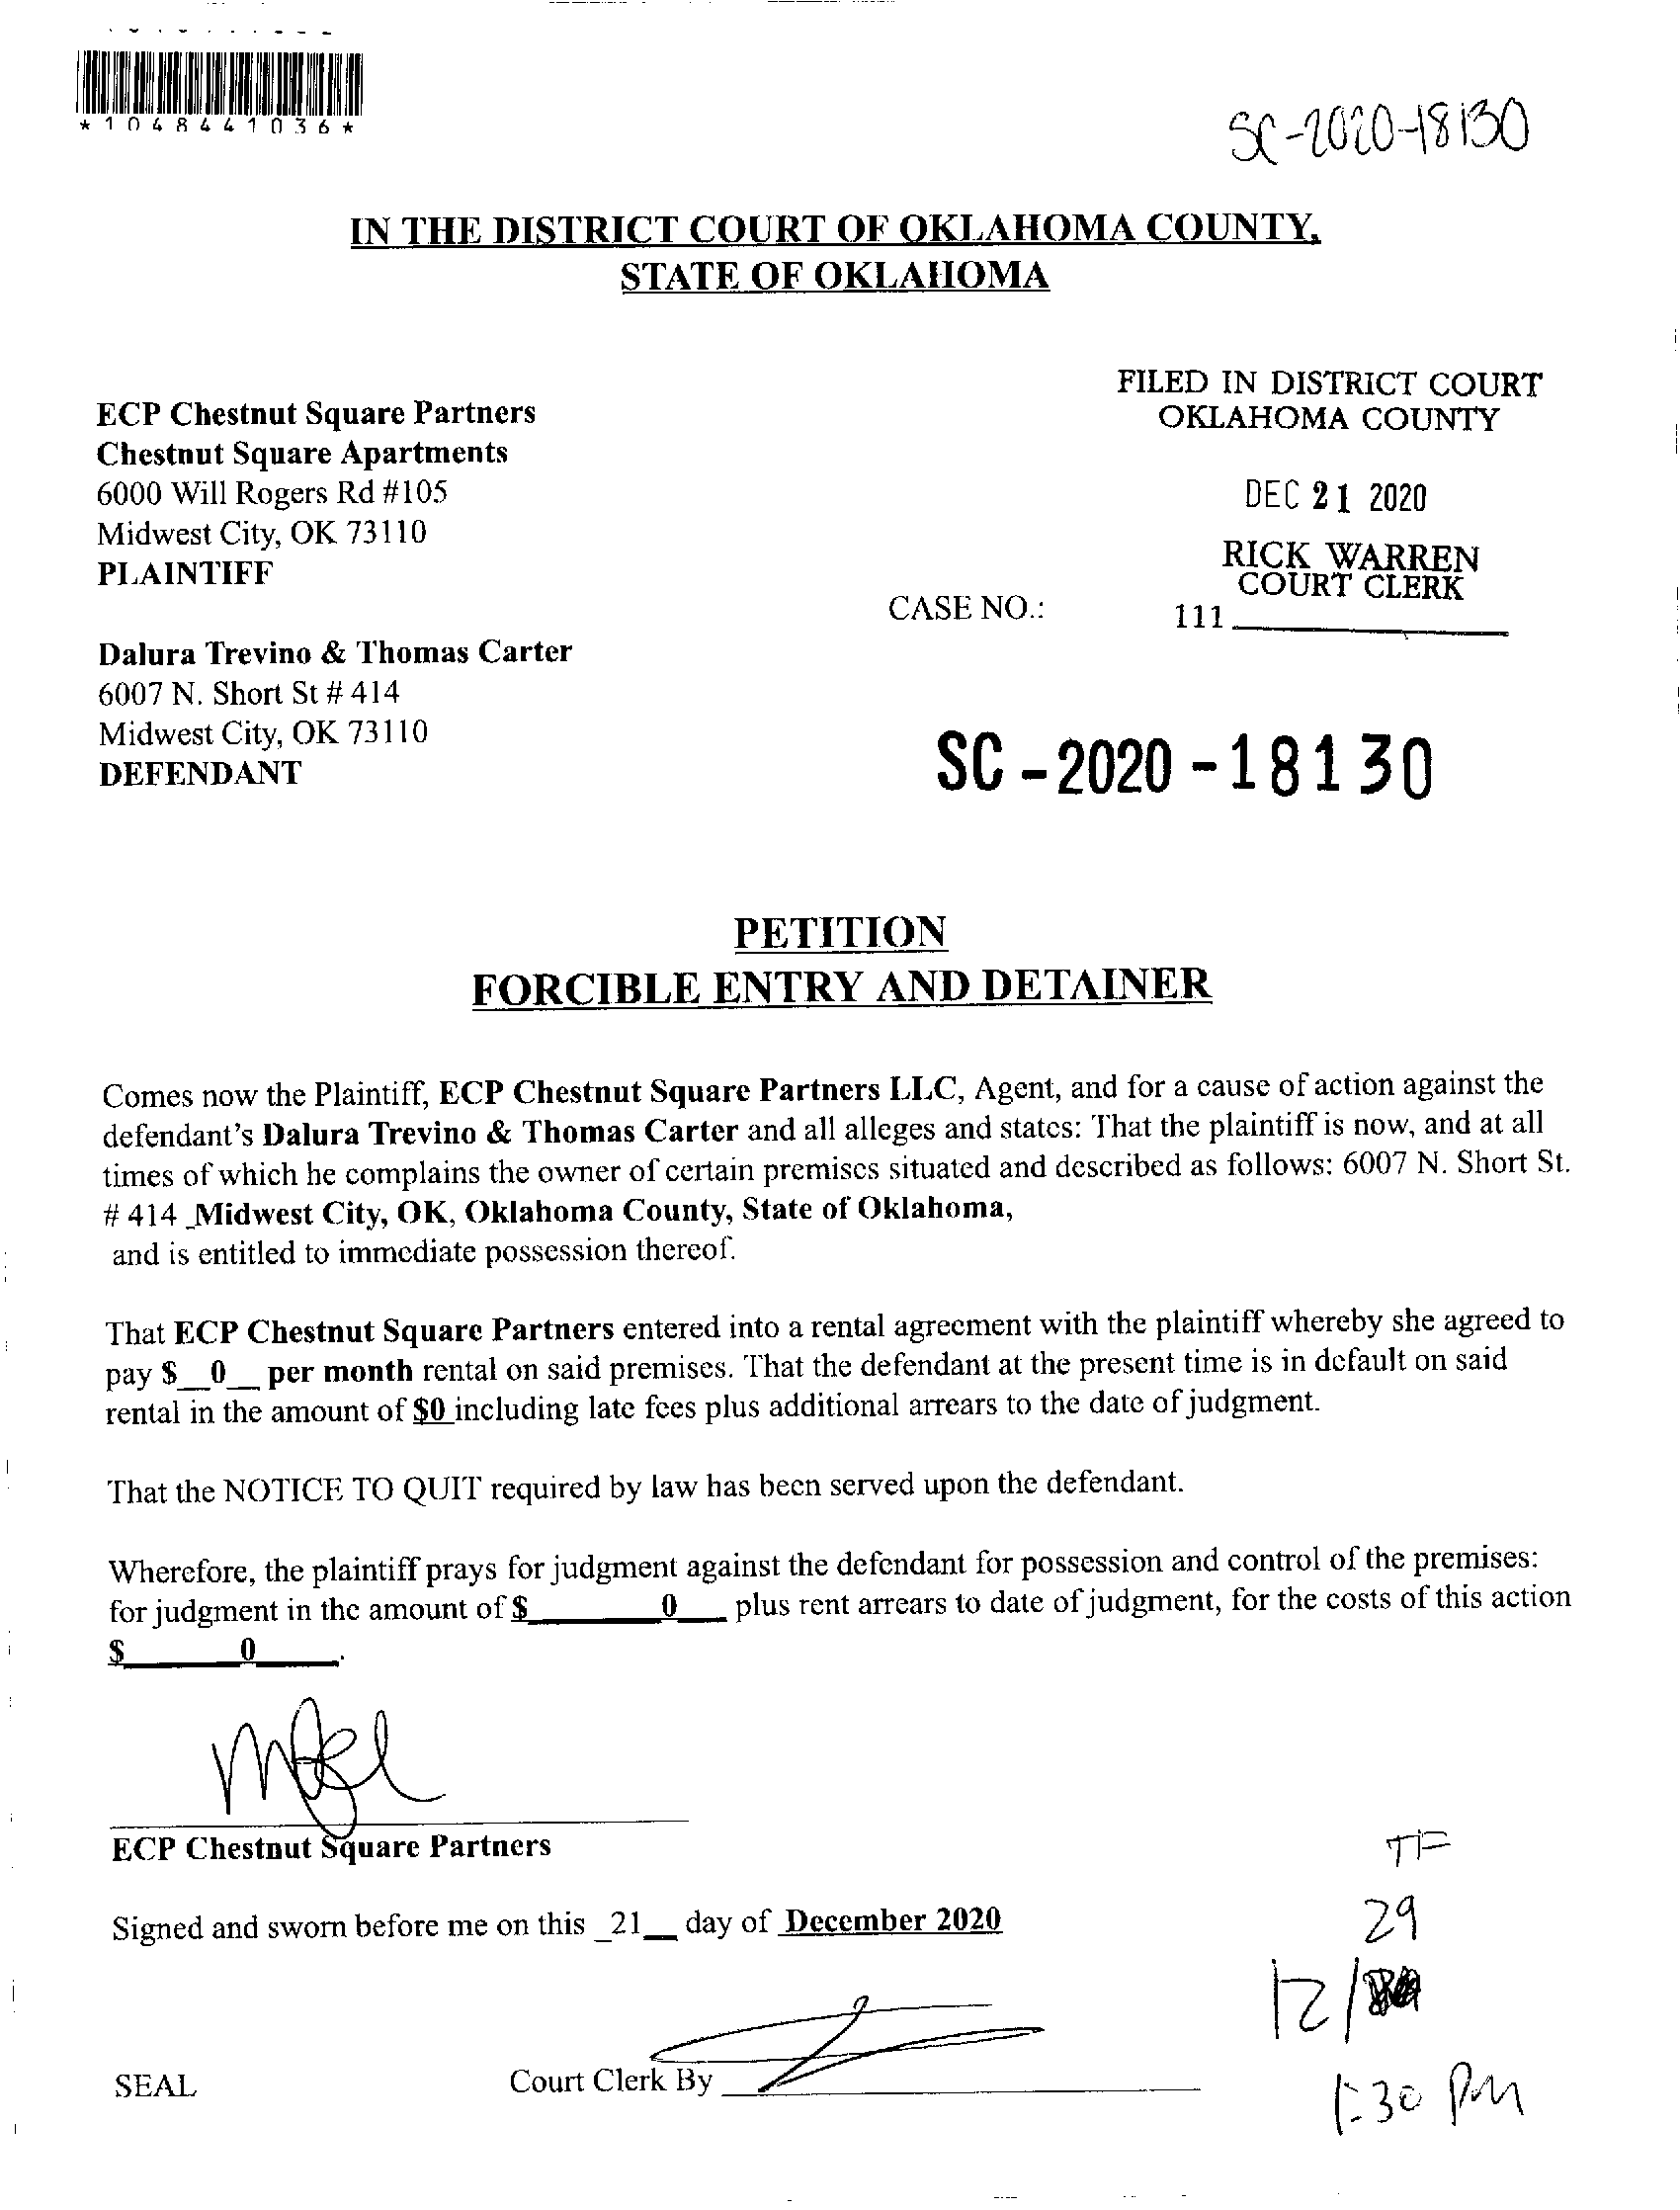 *1048441036*
SC-2020-18130
IN THE DISTRICT COURT OF OKLAHOMA COUNTY,
STATE OF OKLAHOMA
FILED IN DISTRICT COURT
OKLAHOMA COUNTY
ECP Chestnut Square Partners
Chestnut Square Apartments
6000 Will Rogers Rd #105
Midwest City, OK 73110
PLAINTIFF
DEC 21 2020
RICK WARREN
COURT CLERK
CASE NO.:
111
Dalura Trevino & Thomas Carter
6007 N. Short St # 414
Midwest City, OK 73110
DEFENDANT
SC - 2020 - 18130
PETITION
FORCIBLE ENTRY AND DETAINER
Comes now the Plaintiff, ECP Chestnut Square Partners LLC, Agent, and for a cause of action against the
defendant's Dalura Trevino & Thomas Carter and all alleges and states: That the plaintiff is now, and at all
times of which he complains the owner of certain premises situated and described as follows: 6007 N. Short St.
# 414 _Midwest City, OK, Oklahoma County, State of Oklahoma,
and is entitled to immediate possession thereof.
That ECP Chestnut Square Partners entered into a rental agreement with the plaintiff whereby she agreed to
pay $__0__ per month rental on said premises. That the defendant at the present time is in default on said
rental in the amount of $0 including late fees plus additional arrears to the date of judgment.
That the NOTICE TO QUIT required by law has been served upon the defendant.
Wherefore, the plaintiff prays for judgment against the defendant for possession and control of the premises:
for judgment in the amount of $________0___ plus rent arrears to date of judgment, for the costs of this action
$_______0_____.
ECP Chestnut Square Partners
Signed and sworn before me on this _21__ day of December 2020
SEAL
Court Clerk By
TF
29
12/
1:30 PM